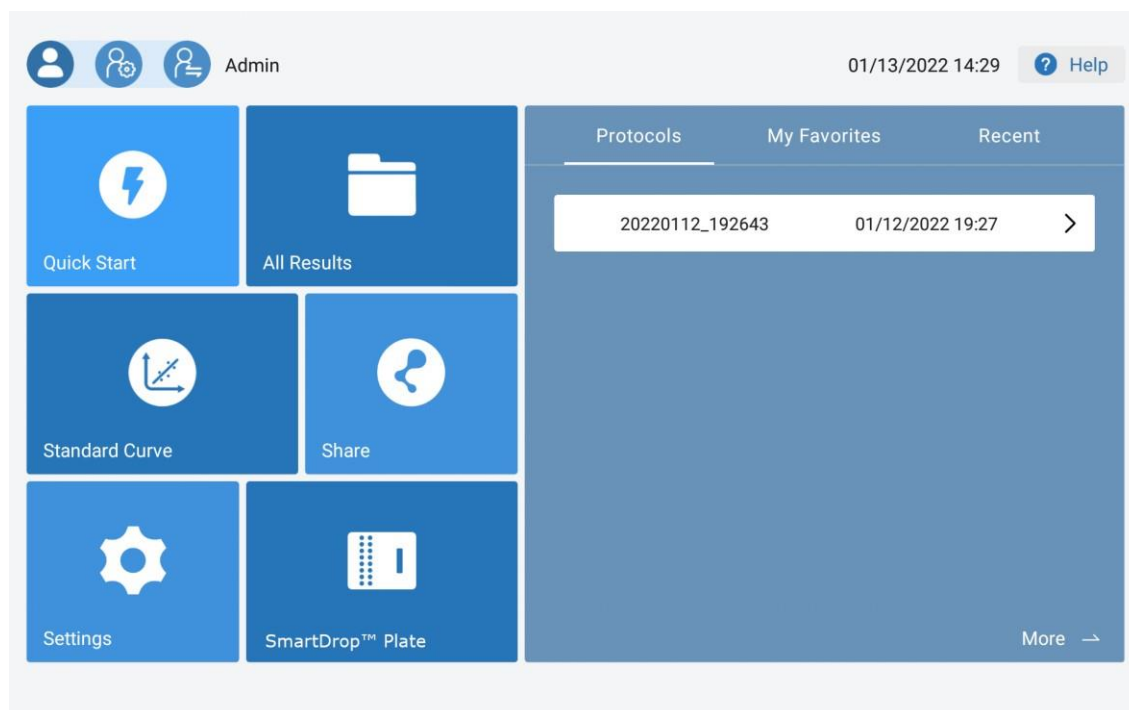 Admin
01/13/2022 14:29
Help
Quick Start
All Results
Standard Curve
Share
Settings
SmartDrop™ Plate
Protocols
My Favorites
Recent
20220112_192643 01/12/2022 19:27
More →